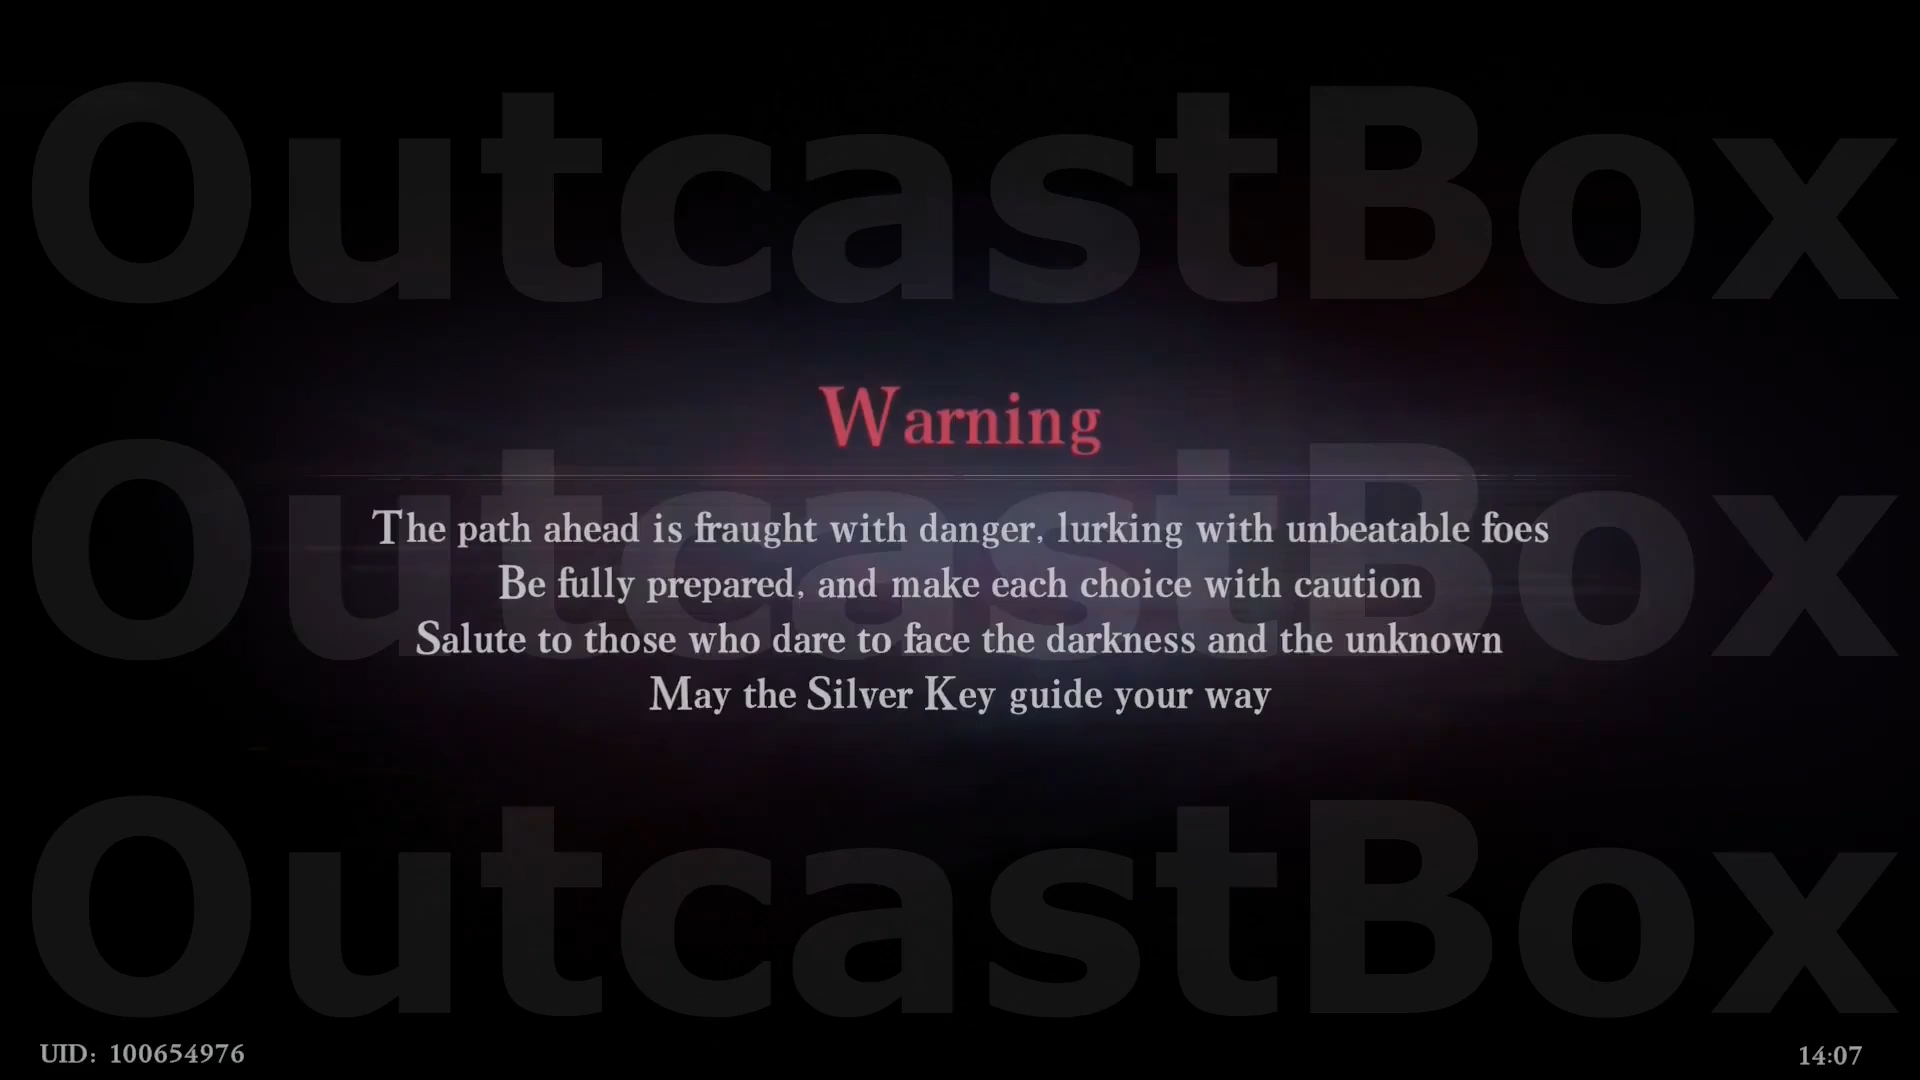 OutcastBox
Warning
The path ahead is fraught with danger, lurking with unbeatable foes
OutcastBox
Be fully prepared, and make each choice with caution
Salute to those who dare to face the darkness and the unknown
May the Silver Key guide your way
OutcastBox
UID: 100654976
14:07